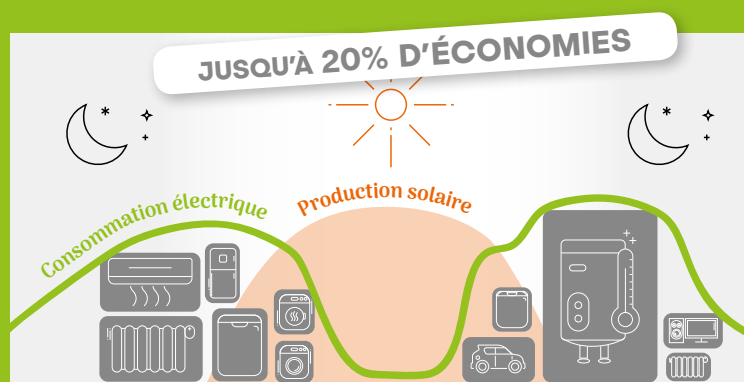 JUSQU'À 20% D'ÉCONOMIES
Consommation électrique
Production solaire